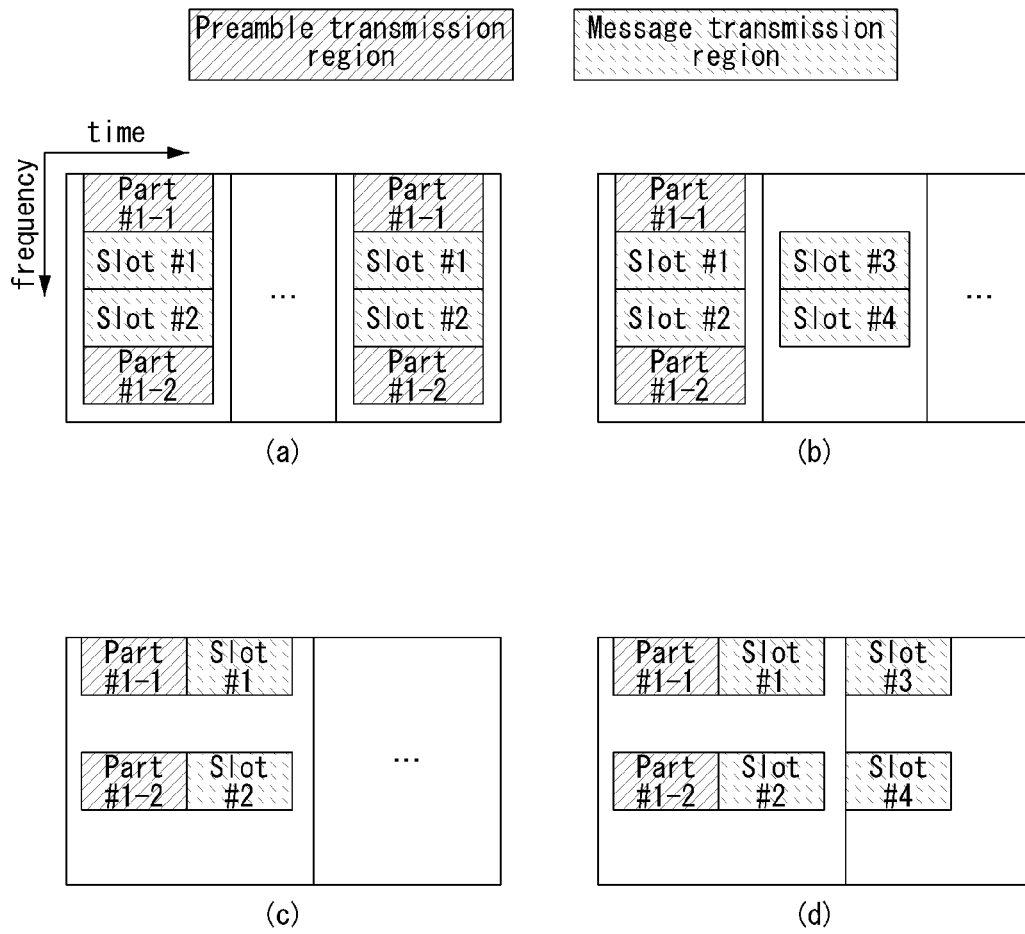 Preamble transmission
region
Message transmission
region
time
frequency
Part
#1-1
Slot #1
Slot #2
Part
#1-2
...
Part
#1-1
Slot #1
Slot #2
Part
#1-2
(a)
Part
#1-1
Slot #1
Slot #2
Part
#1-2
Slot #3
Slot #4
...
(b)
Part
#1-1
Slot
#1
Part
#1-2
Slot
#2
...
(c)
Part
#1-1
Slot
#1
Slot
#3
Part
#1-2
Slot
#2
Slot
#4
(d)